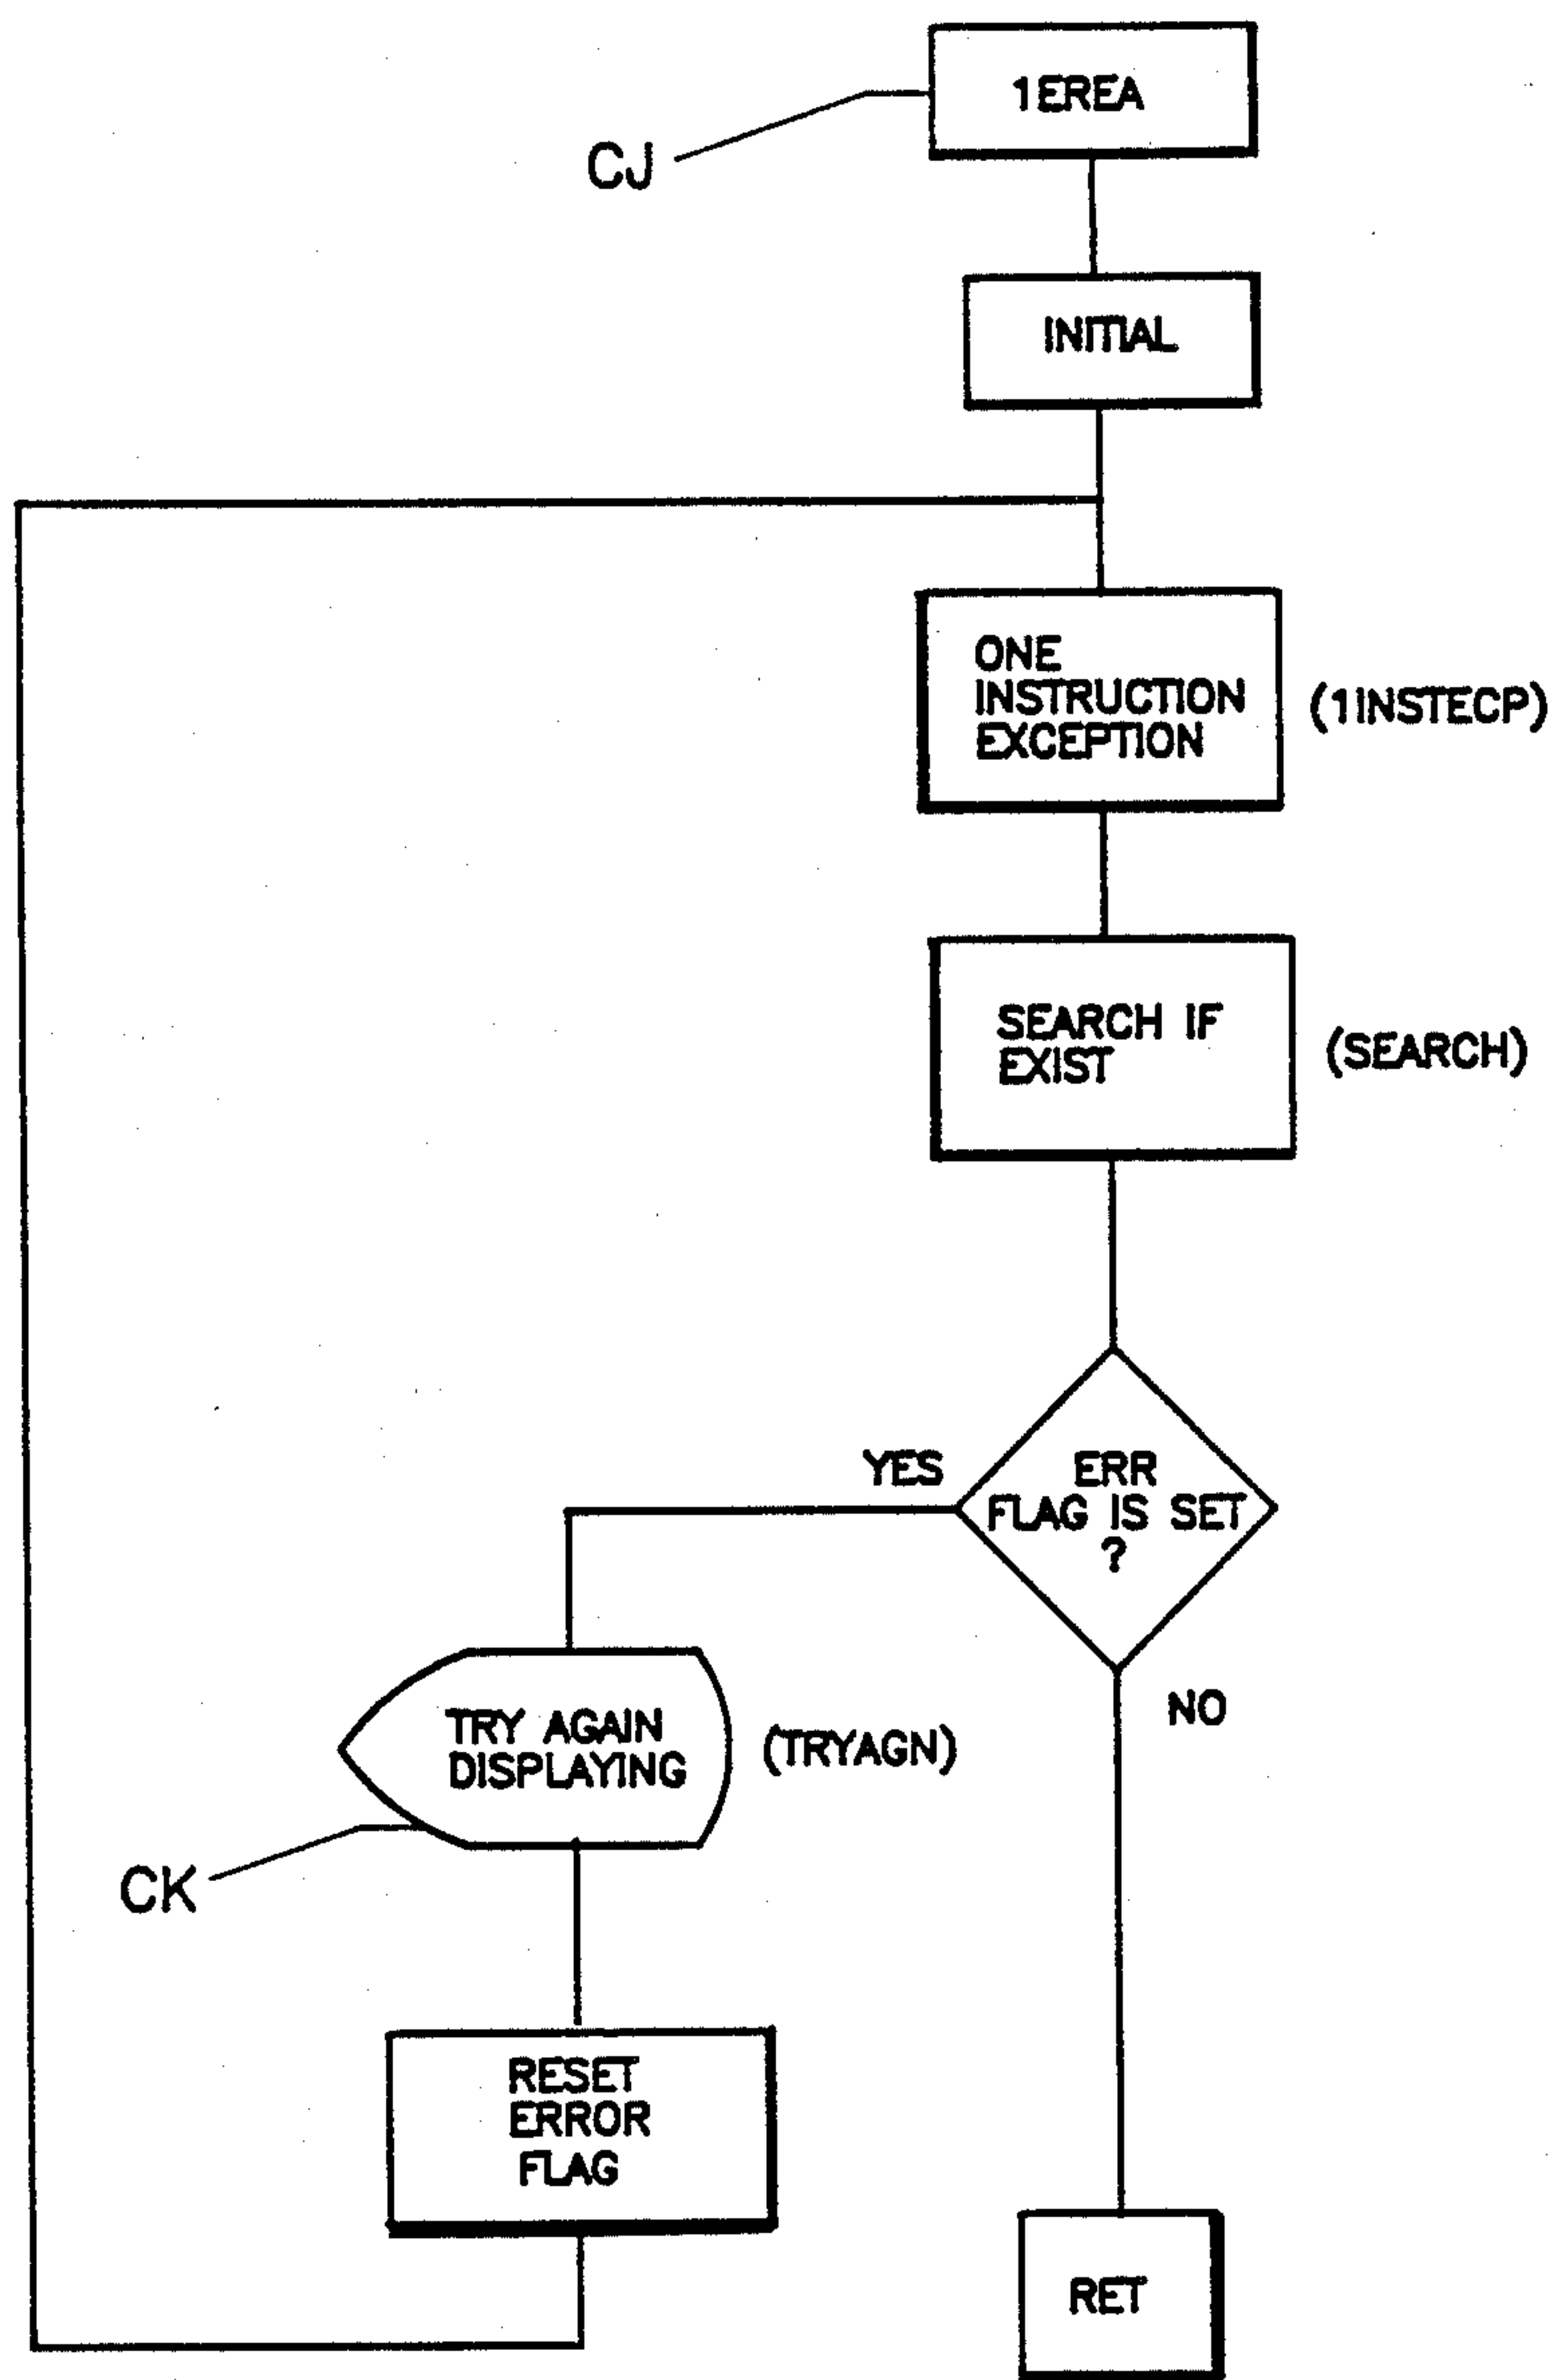 1EREA
CJ
INITIAL
ONE
INSTRUCTION
EXCEPTION
(1INSTECP)
SEARCH IF
EXIST
(SEARCH)
YES
ERR
FLAG IS SET
?
NO
TRY AGAIN
DISPLAYING
(TRYAGN)
CK
RESET
ERROR
FLAG
RET